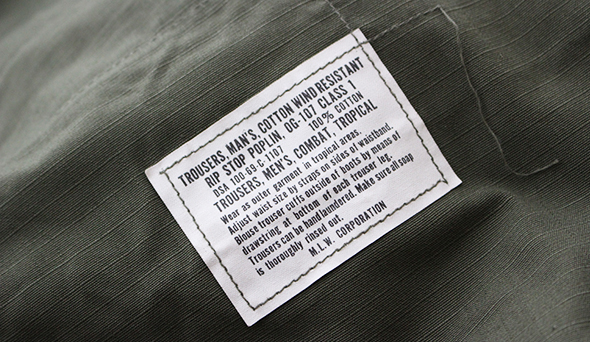 TROUSERS, MAN'S, COTTON WIND RESISTANT
RIP STOP POPLIN, OG-107 CLASS 1
DSA 100-69-C-1107 100% COTTON
TROUSERS, MEN'S, COMBAT, TROPICAL
Wear as outer garment in tropical areas.
Adjust waist size by straps on sides of waistband.
Blouse trouser cuffs outside of boots by means of
drawstring at bottom of each trouser leg.
Trousers can be handlaundered. Make sure all soap
is thoroughly rinsed out.
M.L.W. CORPORATION